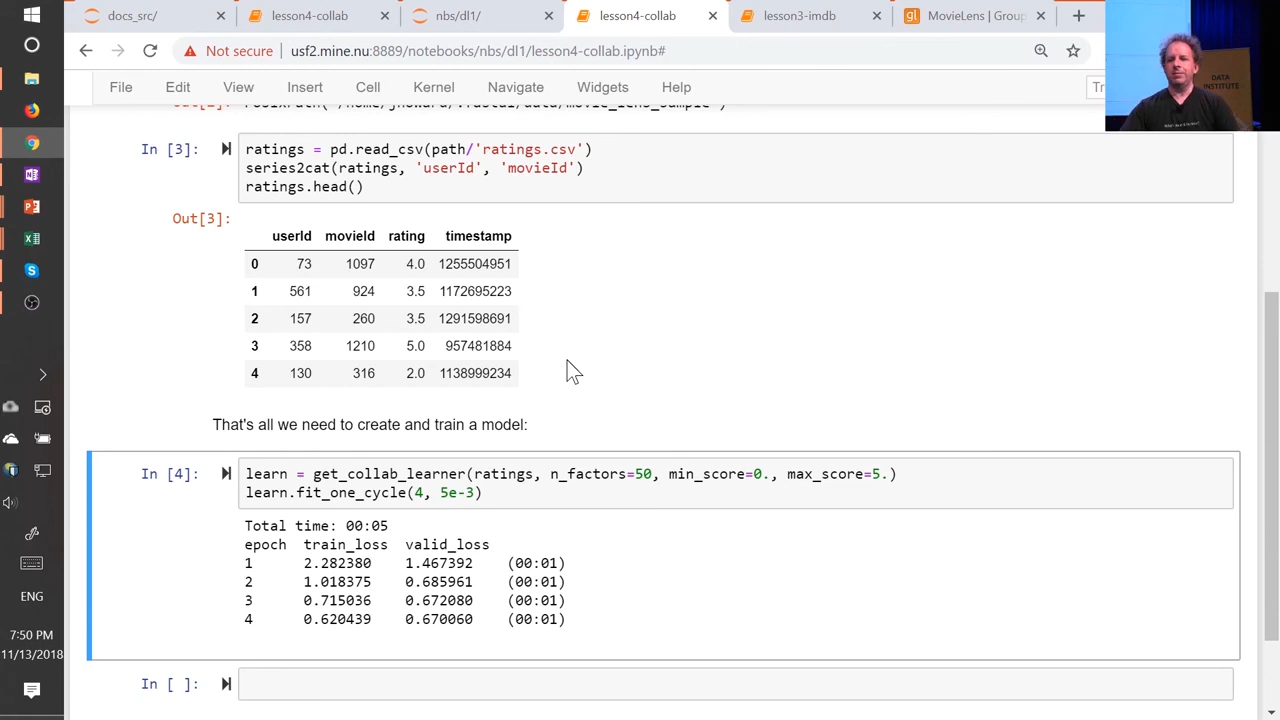 docs_src/
lesson4-collab
nbs/dl1/
lesson4-collab
lesson3-imdb
MovieLens | Group
Not secure
usf2.mine.nu:8889/notebooks/nbs/dl1/lesson4-collab.ipynb#
File Edit View Insert Cell Kernel Navigate Widgets Help
In [3]:
ratings = pd.read_csv(path/'ratings.csv')
series2cat(ratings, 'userId', 'movieId')
ratings.head()
Out[3]:
userId movieId rating timestamp
0 73 1097 4.0 1255504951
1 561 924 3.5 1172695223
2 157 260 3.5 1291598691
3 358 1210 5.0 957481884
4 130 316 2.0 1138999234
That's all we need to create and train a model:
In [4]:
learn = get_collab_learner(ratings, n_factors=50, min_score=0., max_score=5.)
learn.fit_one_cycle(4, 5e-3)
Total time: 00:05
epoch train_loss valid_loss
1 2.282380 1.467392 (00:01)
2 1.018375 0.685961 (00:01)
3 0.715036 0.672080 (00:01)
4 0.620439 0.670060 (00:01)
In [ ]:
ENG
7:50 PM
11/13/2018
DATA
INSTITUTE